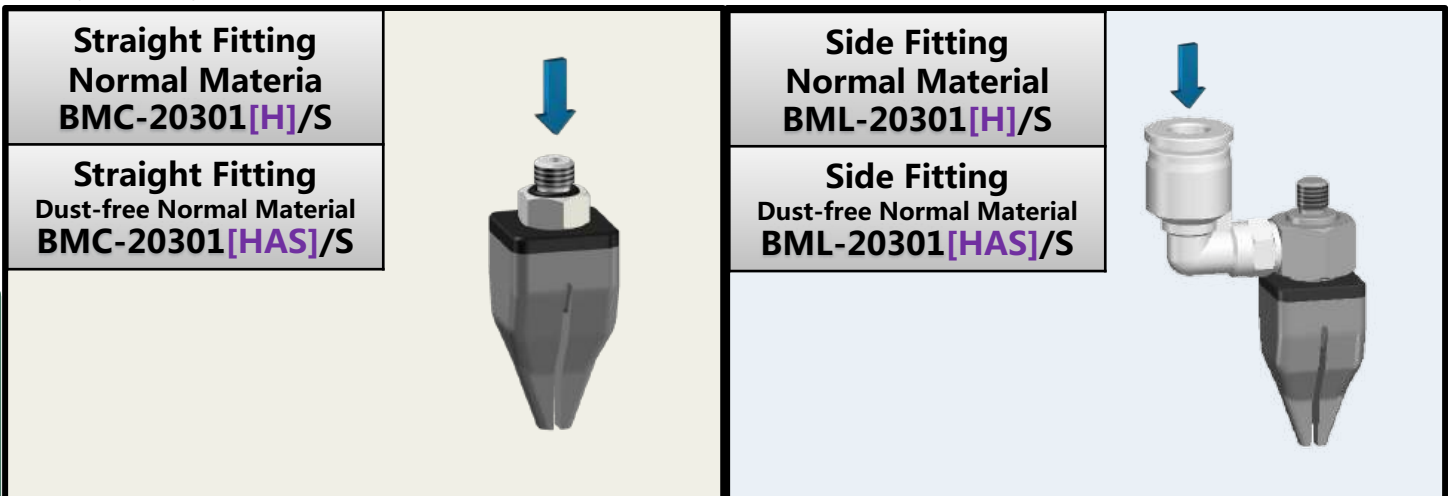 Straight Fitting
Normal Materia
BMC-20301[H]/S
Straight Fitting
Dust-free Normal Material
BMC-20301[HAS]/S
Side Fitting
Normal Material
BML-20301[H]/S
Side Fitting
Dust-free Normal Material
BML-20301[HAS]/S